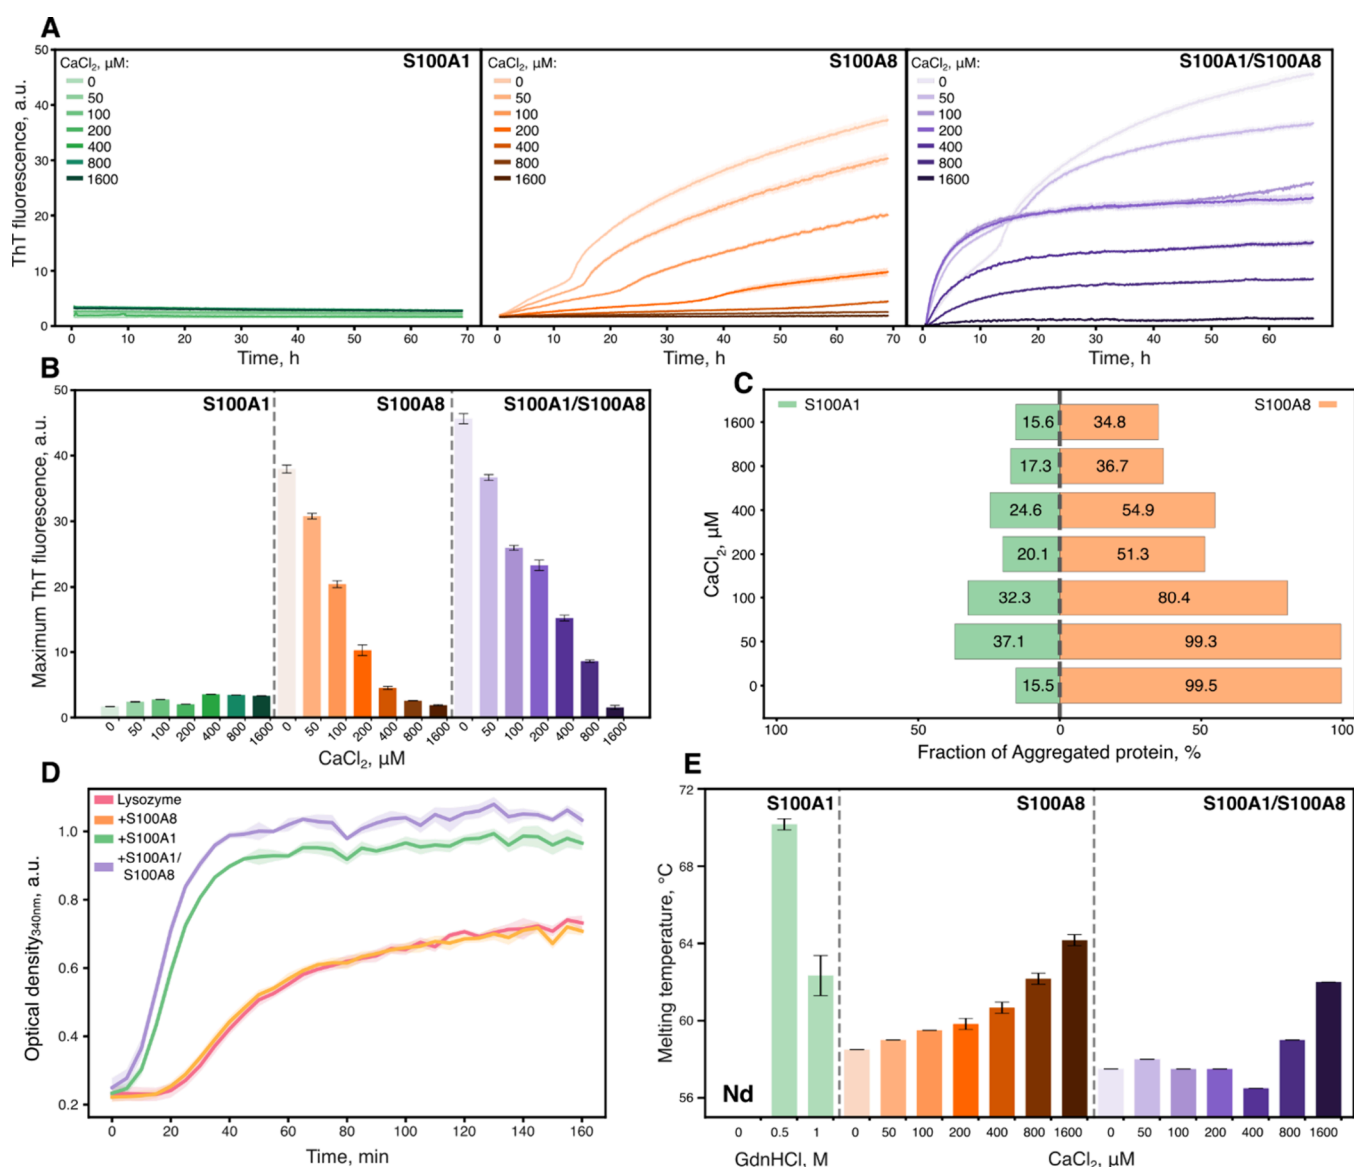 A
ThT fluorescence, a.u.
50
40
30
20
10
0
CaCl₂, µM:
0
50
100
200
400
800
1600
S100A1
0 10 20 30 40 50 60 70
Time, h
CaCl₂, µM:
0
50
100
200
400
800
1600
S100A8
0 10 20 30 40 50 60 70
Time, h
CaCl₂, µM:
0
50
100
200
400
800
1600
S100A1/S100A8
0 10 20 30 40 50 60
Time, h
B
Maximum ThT fluorescence, a.u.
50
40
30
20
10
0
S100A1 S100A8 S100A1/S100A8
0 50 100 200 400 800 1600 0 50 100 200 400 800 1600 0 50 100 200 400 800 1600
CaCl₂, µM
C
CaCl₂, µM
S100A1 S100A8
1600 15.6 34.8
800 17.3 36.7
400 24.6 54.9
200 20.1 51.3
100 32.3 80.4
50 37.1 99.3
0 15.5 99.5
100 50 0 50 100
Fraction of Aggregated protein, %
D
Optical density340nm, a.u.
1.0
0.8
0.6
0.4
0.2
Lysozyme
+S100A8
+S100A1
+S100A1/
S100A8
0 20 40 60 80 100 120 140 160
Time, min
E
Melting temperature, °C
72
68
64
60
56
S100A1 S100A8 S100A1/S100A8
Nd
0 0.5 1 0 50 100 200 400 800 1600 0 50 100 200 400 800 1600
GdnHCl, M CaCl₂, µM